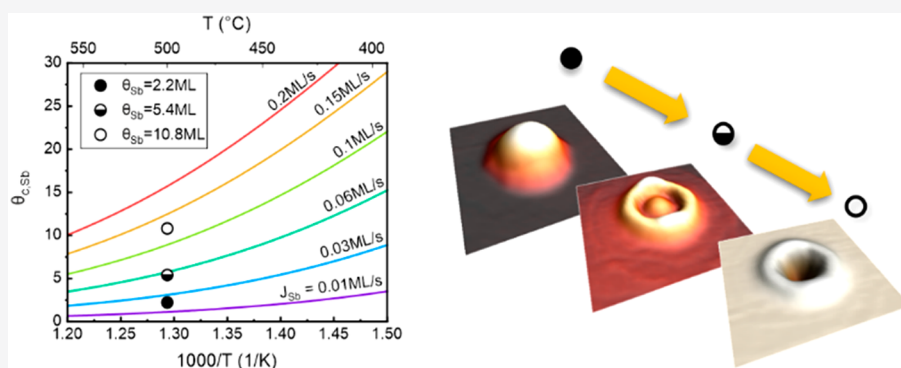 T (°C)
550 500 450 400
30
25
20
15
10
5
0
θc,Sb
θSb=2.2ML
θSb=5.4ML
θSb=10.8ML
0.2ML/s
0.15ML/s
0.1ML/s
0.06ML/s
0.03ML/s
JSb = 0.01ML/s
1.20 1.25 1.30 1.35 1.40 1.45 1.50
1000/T (1/K)